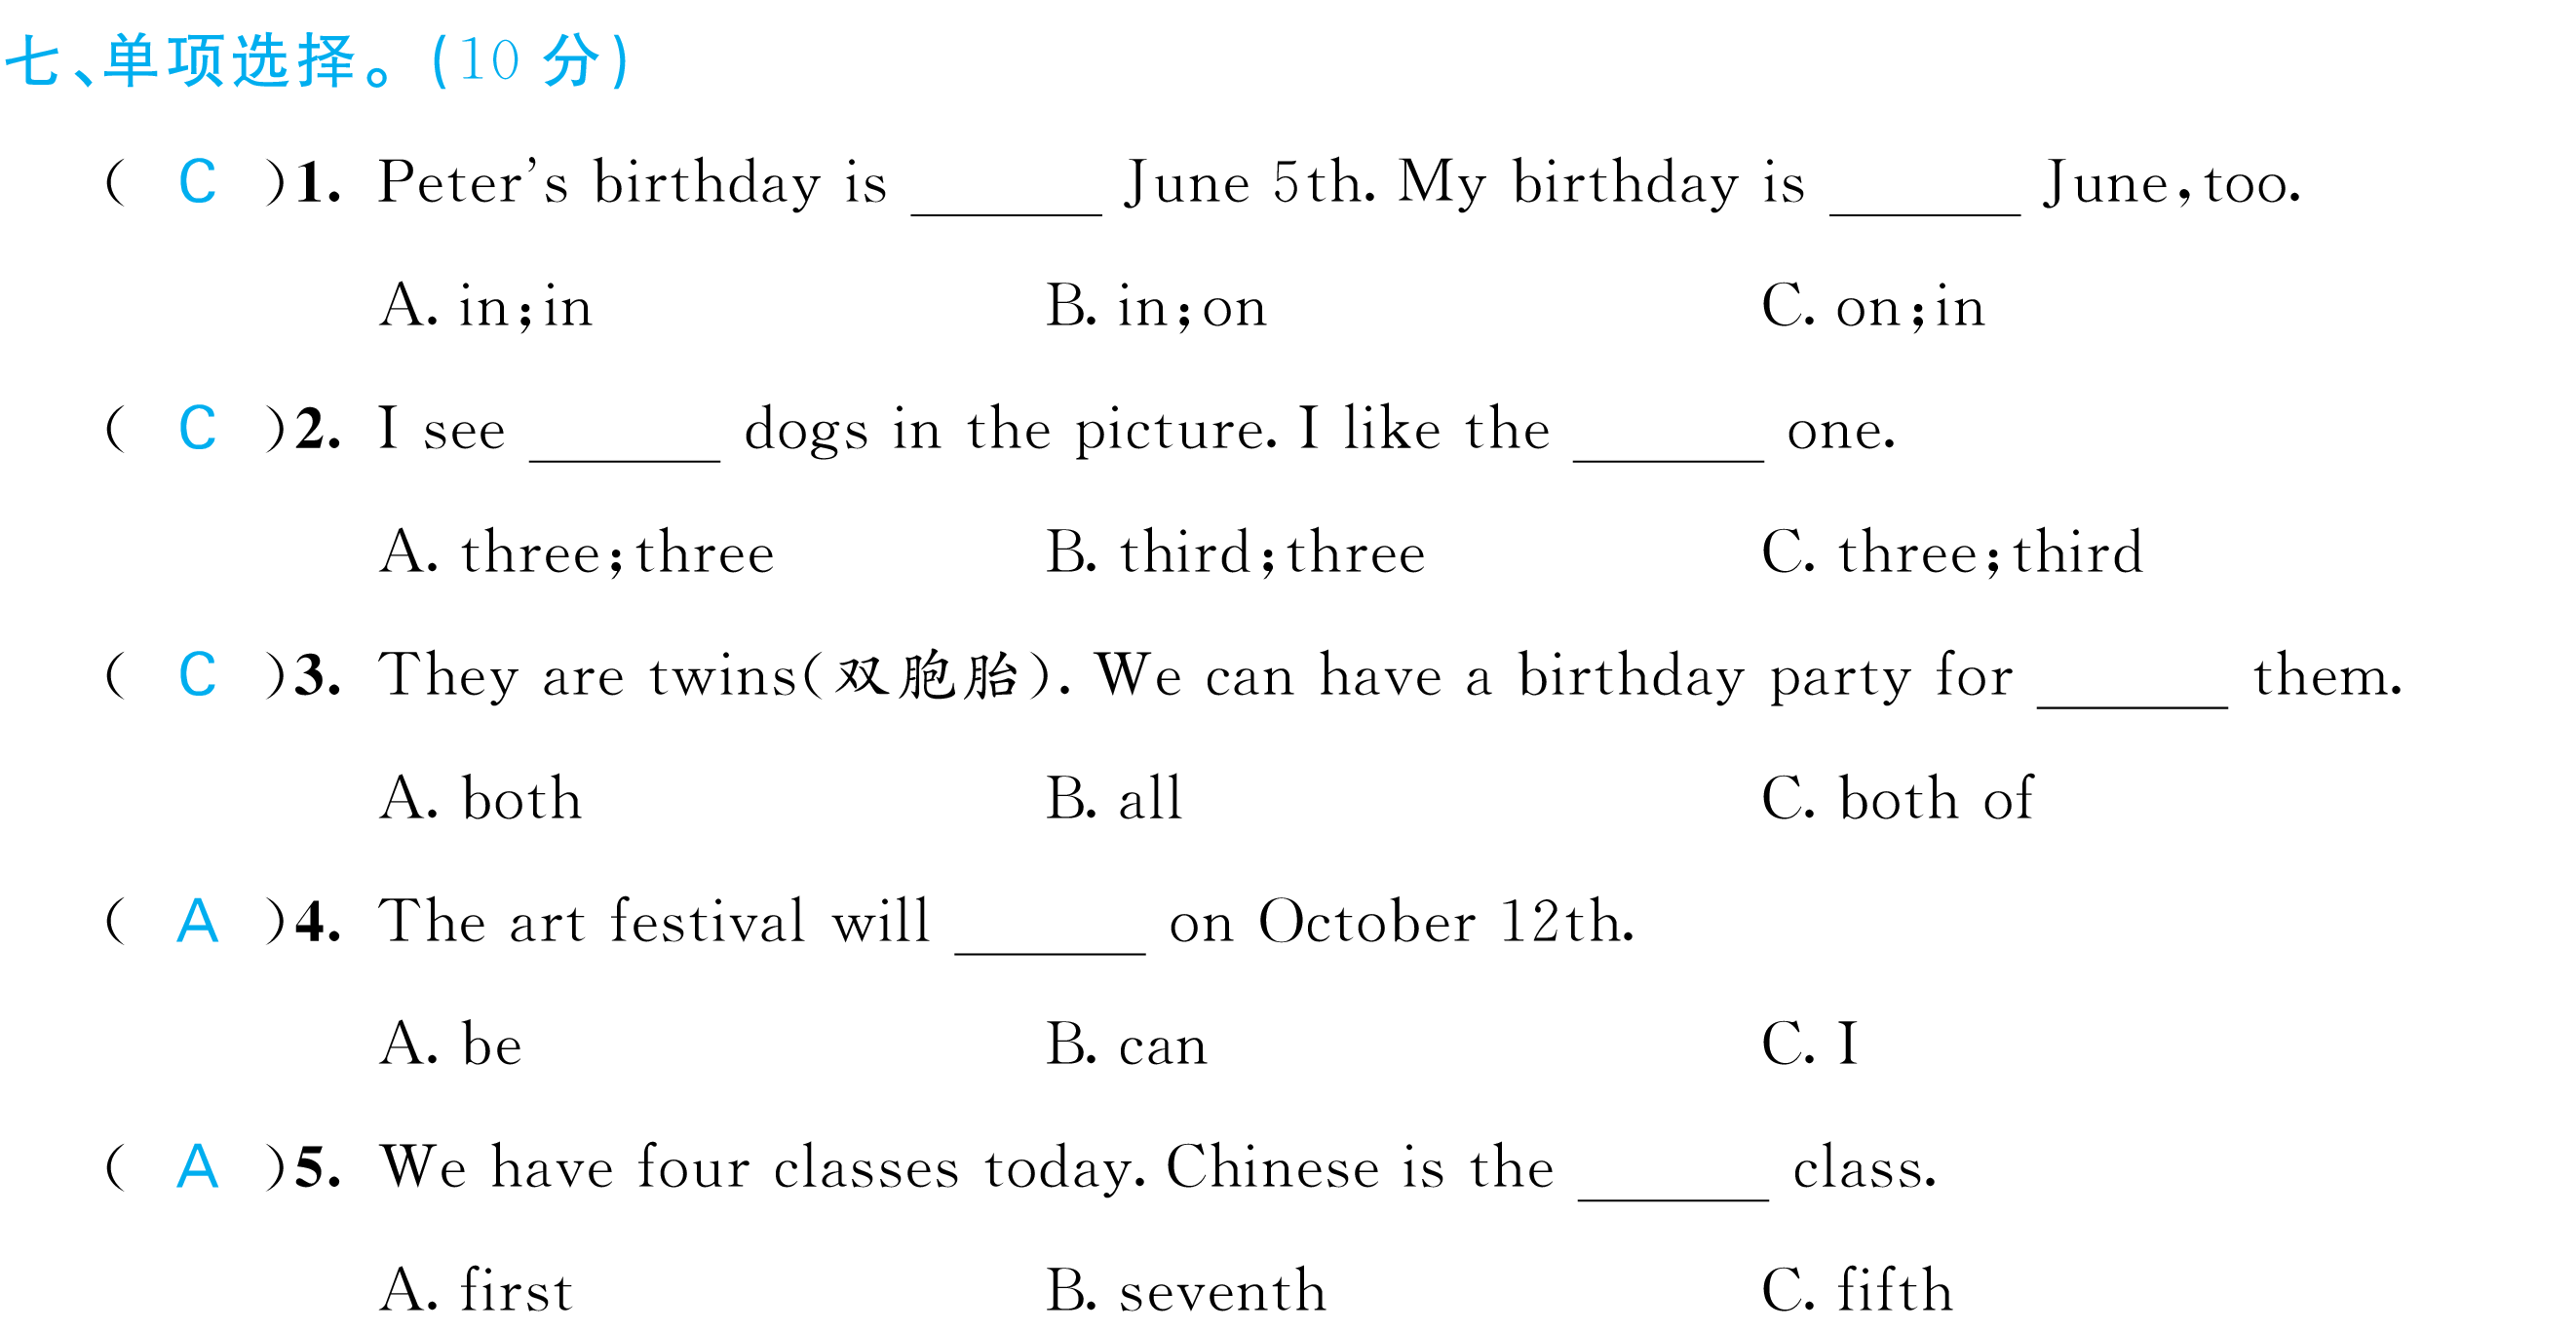 七、单项选择。(10 分)
( C )1. Peter's birthday is ______ June 5th. My birthday is ______ June,too.
A. in;in B. in;on C. on;in
( C )2. I see ______ dogs in the picture. I like the ______ one.
A. three;three B. third;three C. three;third
( C )3. They are twins(双胞胎). We can have a birthday party for ______ them.
A. both B. all C. both of
( A )4. The art festival will ______ on October 12th.
A. be B. can C. I
( A )5. We have four classes today. Chinese is the ______ class.
A. first B. seventh C. fifth